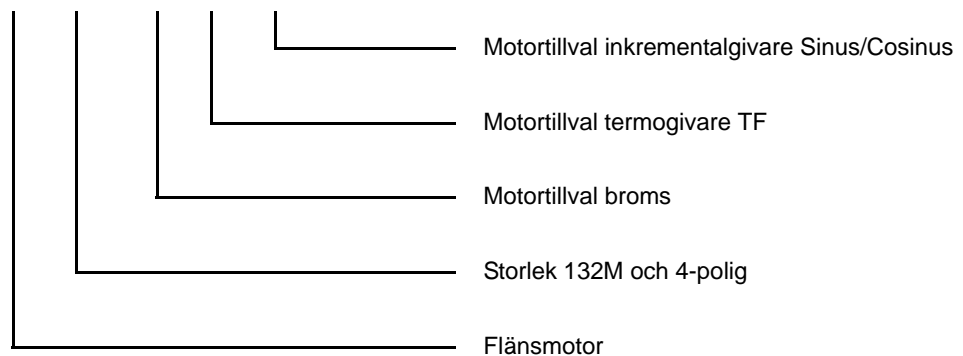 Motortillval inkrementalgivare Sinus/Cosinus
Motortillval termogivare TF
Motortillval broms
Storlek 132M och 4-polig
Flänsmotor